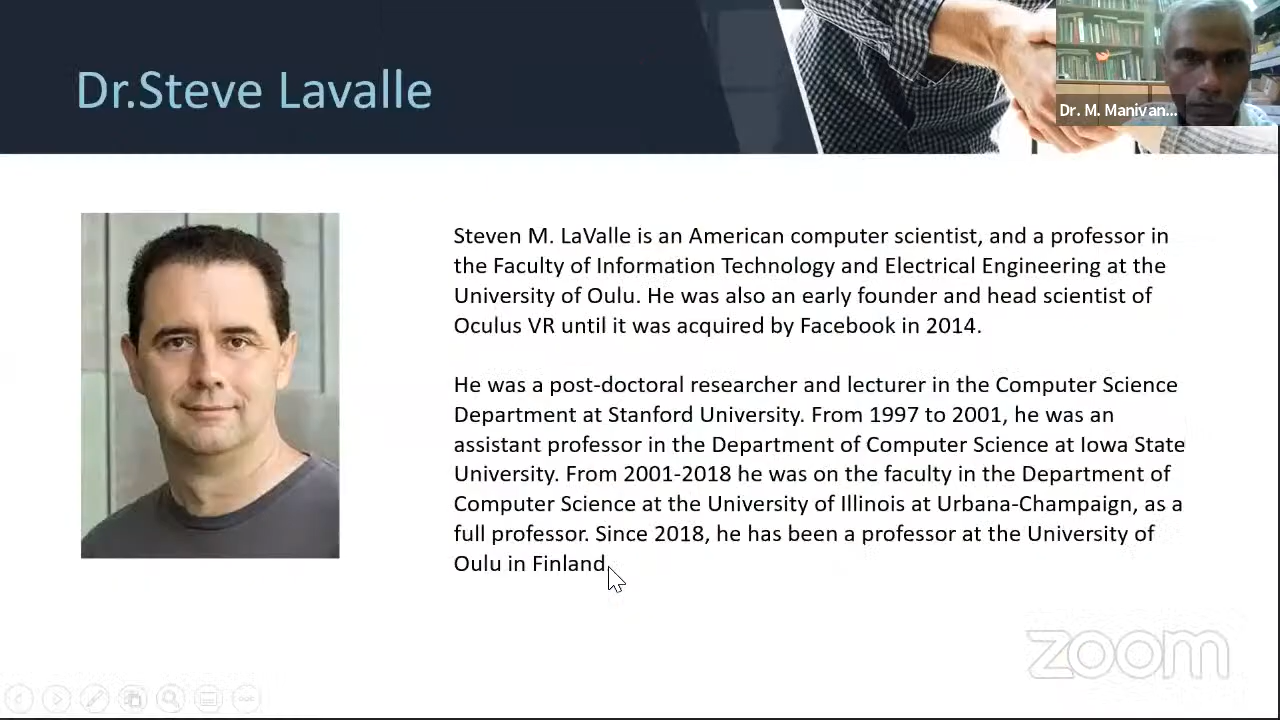 Dr.Steve Lavalle
Dr. M. Manivan...
Steven M. LaValle is an American computer scientist, and a professor in
the Faculty of Information Technology and Electrical Engineering at the
University of Oulu. He was also an early founder and head scientist of
Oculus VR until it was acquired by Facebook in 2014.
He was a post-doctoral researcher and lecturer in the Computer Science
Department at Stanford University. From 1997 to 2001, he was an
assistant professor in the Department of Computer Science at Iowa State
University. From 2001-2018 he was on the faculty in the Department of
Computer Science at the University of Illinois at Urbana-Champaign, as a
full professor. Since 2018, he has been a professor at the University of
Oulu in Finland.
zoom